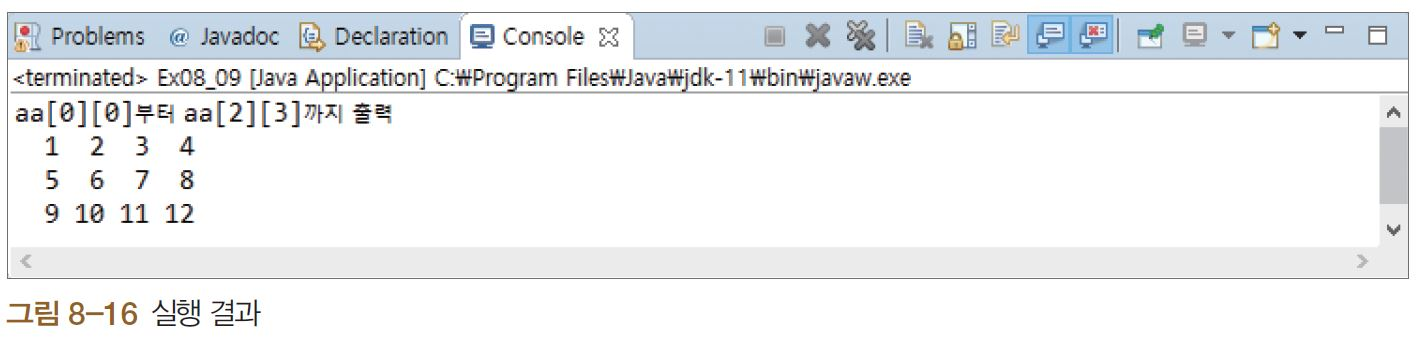 Problems @ Javadoc Declaration Console
<terminated> Ex08_09 [Java Application] C:₩Program Files₩Java₩jdk-11₩bin₩javaw.exe
aa[0][0]부터 aa[2][3]까지 출력
1 2 3 4
5 6 7 8
9 10 11 12
그림 8–16 실행 결과